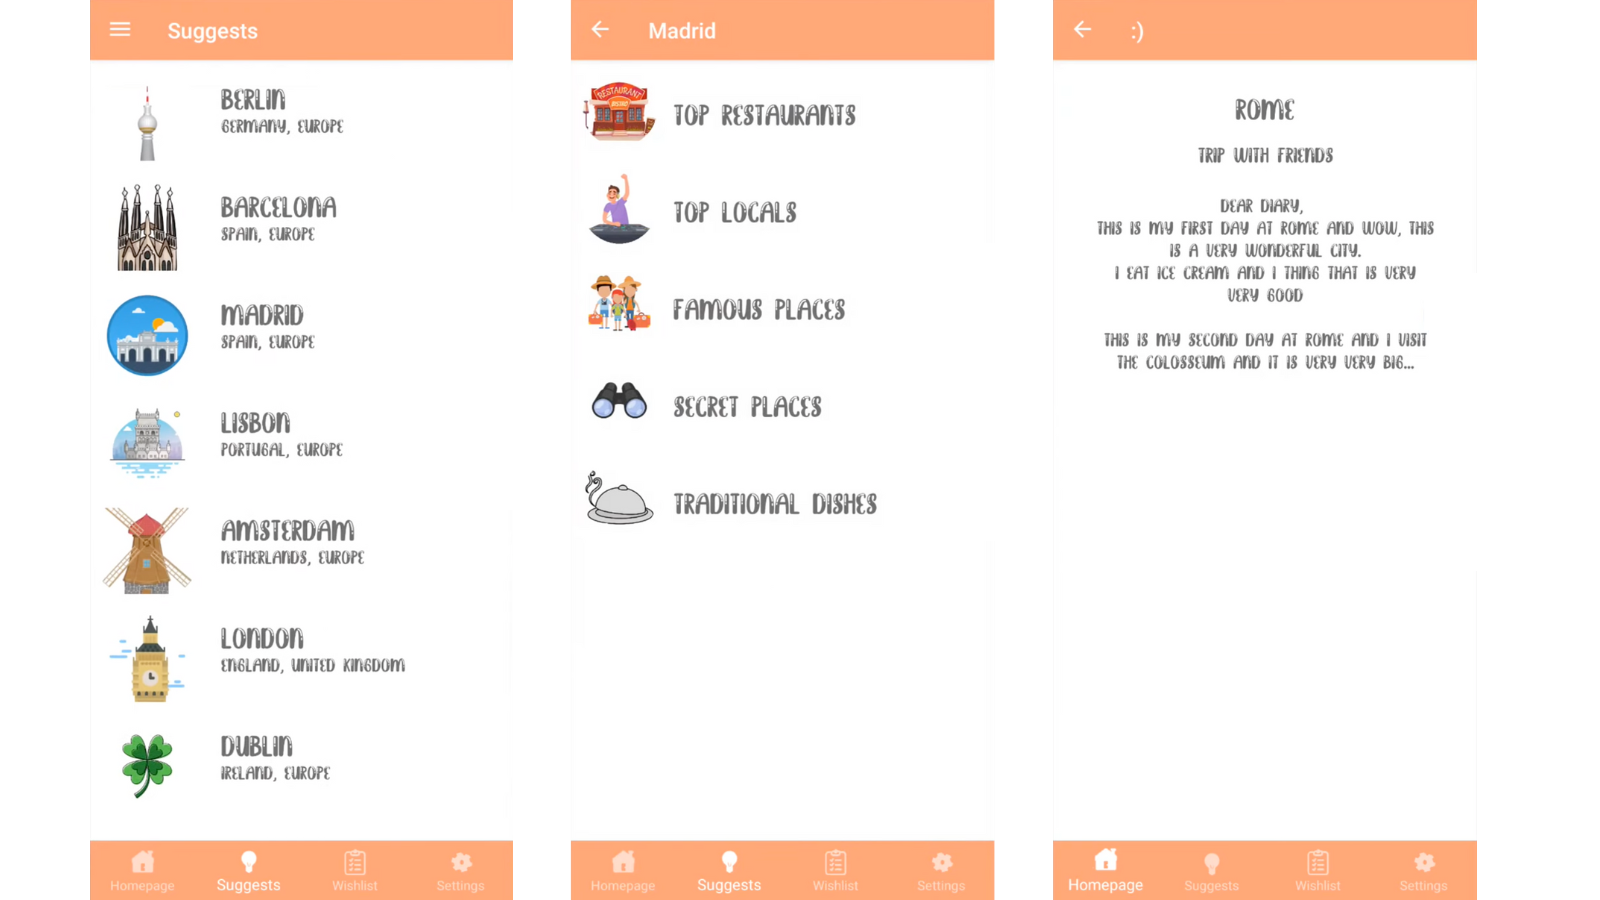 Suggests
BERLIN
GERMANY, EUROPE
BARCELONA
SPAIN, EUROPE
MADRID
SPAIN, EUROPE
LISBON
PORTUGAL, EUROPE
AMSTERDAM
NETHERLANDS, EUROPE
LONDON
ENGLAND, UNITED KINGDOM
DUBLIN
IRELAND, EUROPE
Homepage
Suggests
Wishlist
Settings
Madrid
RESTAURANT
TOP RESTAURANTS
TOP LOCALS
FAMOUS PLACES
SECRET PLACES
TRADITIONAL DISHES
Homepage
Suggests
Wishlist
Settings
:)
ROME
TRIP WITH FRIENDS
DEAR DIARY,
THIS IS MY FIRST DAY AT ROME AND WOW, THIS
IS A VERY WONDERFUL CITY.
I EAT ICE CREAM AND I THING THAT IS VERY
VERY GOOD
THIS IS MY SECOND DAY AT ROME AND I VISIT
THE COLOSSEUM AND IT IS VERY VERY BIG...
Homepage
Suggests
Wishlist
Settings